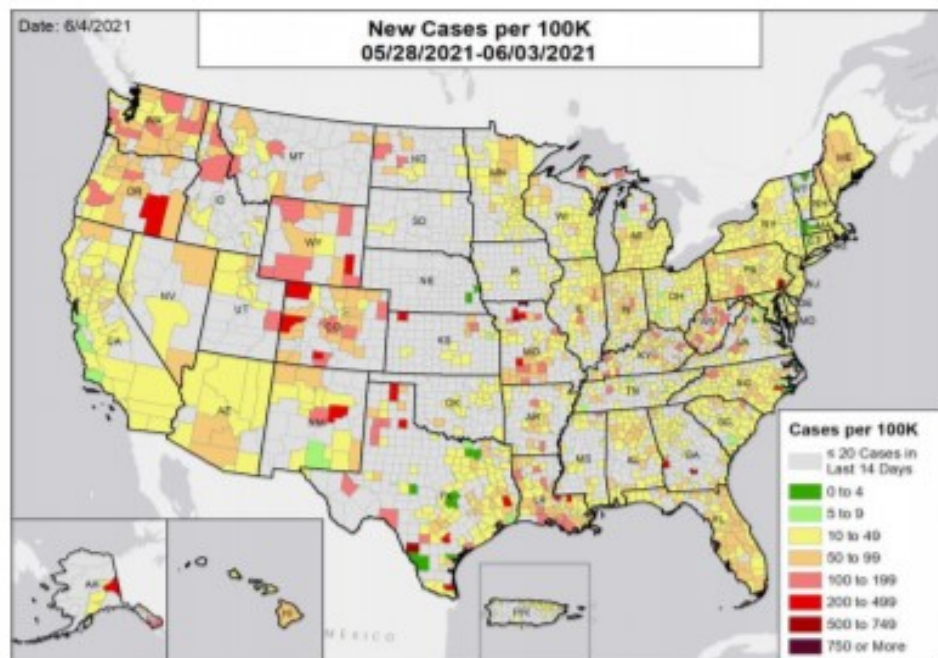 Date: 6/4/2021
New Cases per 100K
05/28/2021-06/03/2021
WA
MT
ND
MN
ME
OR
ID
SD
WI
MI
NY
VT
NH
WY
IA
PA
NJ
NV
UT
NE
IL
IN
OH
DE
MD
CA
CO
KS
MO
KY
WV
VA
AZ
NM
OK
AR
TN
NC
SC
MS
AL
GA
LA
FL
AK
HI
PR
MÉXICO
Cases per 100K
≤ 20 Cases in
Last 14 Days
0 to 4
5 to 9
10 to 49
50 to 99
100 to 199
200 to 499
500 to 749
750 or More